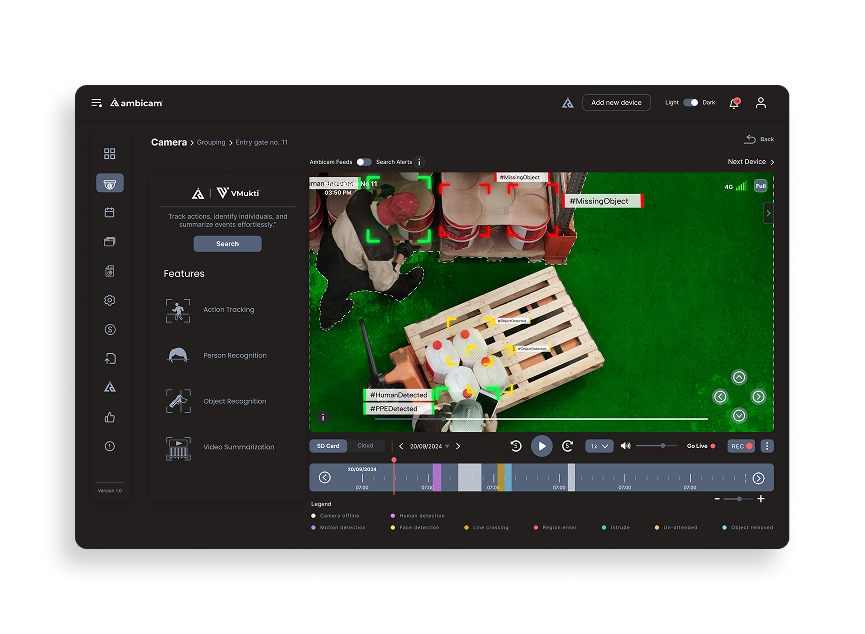 ambicam
Add new device
Light
Dark
Camera > Grouping > Entry gate no. 11
Back
Ambicam Feeds
Search Alerts
i
Next Device >
VMukti
Track actions, identify individuals, and
summarize events effortlessly."
Search
Features
Action Tracking
Person Recognition
Object Recognition
Video Summarization
Version 1.0
No 11
03:50 PM
#MissingObject
#MissingObject
4G
Full
#ObjectDetected
#ObjectDetected
#HumanDetected
#PPEDetected
i
SD Card
Cloud
< 20/09/2024 >
5
5
1x
Go Live
REC
20/09/2024
07:00
07:00
07:00
07:00
07:00
07:00
Legend
Camera offline
Human detection
Motion detection
Face detection
Line crossing
Region enter
Intrude
Un-attended
Object removed